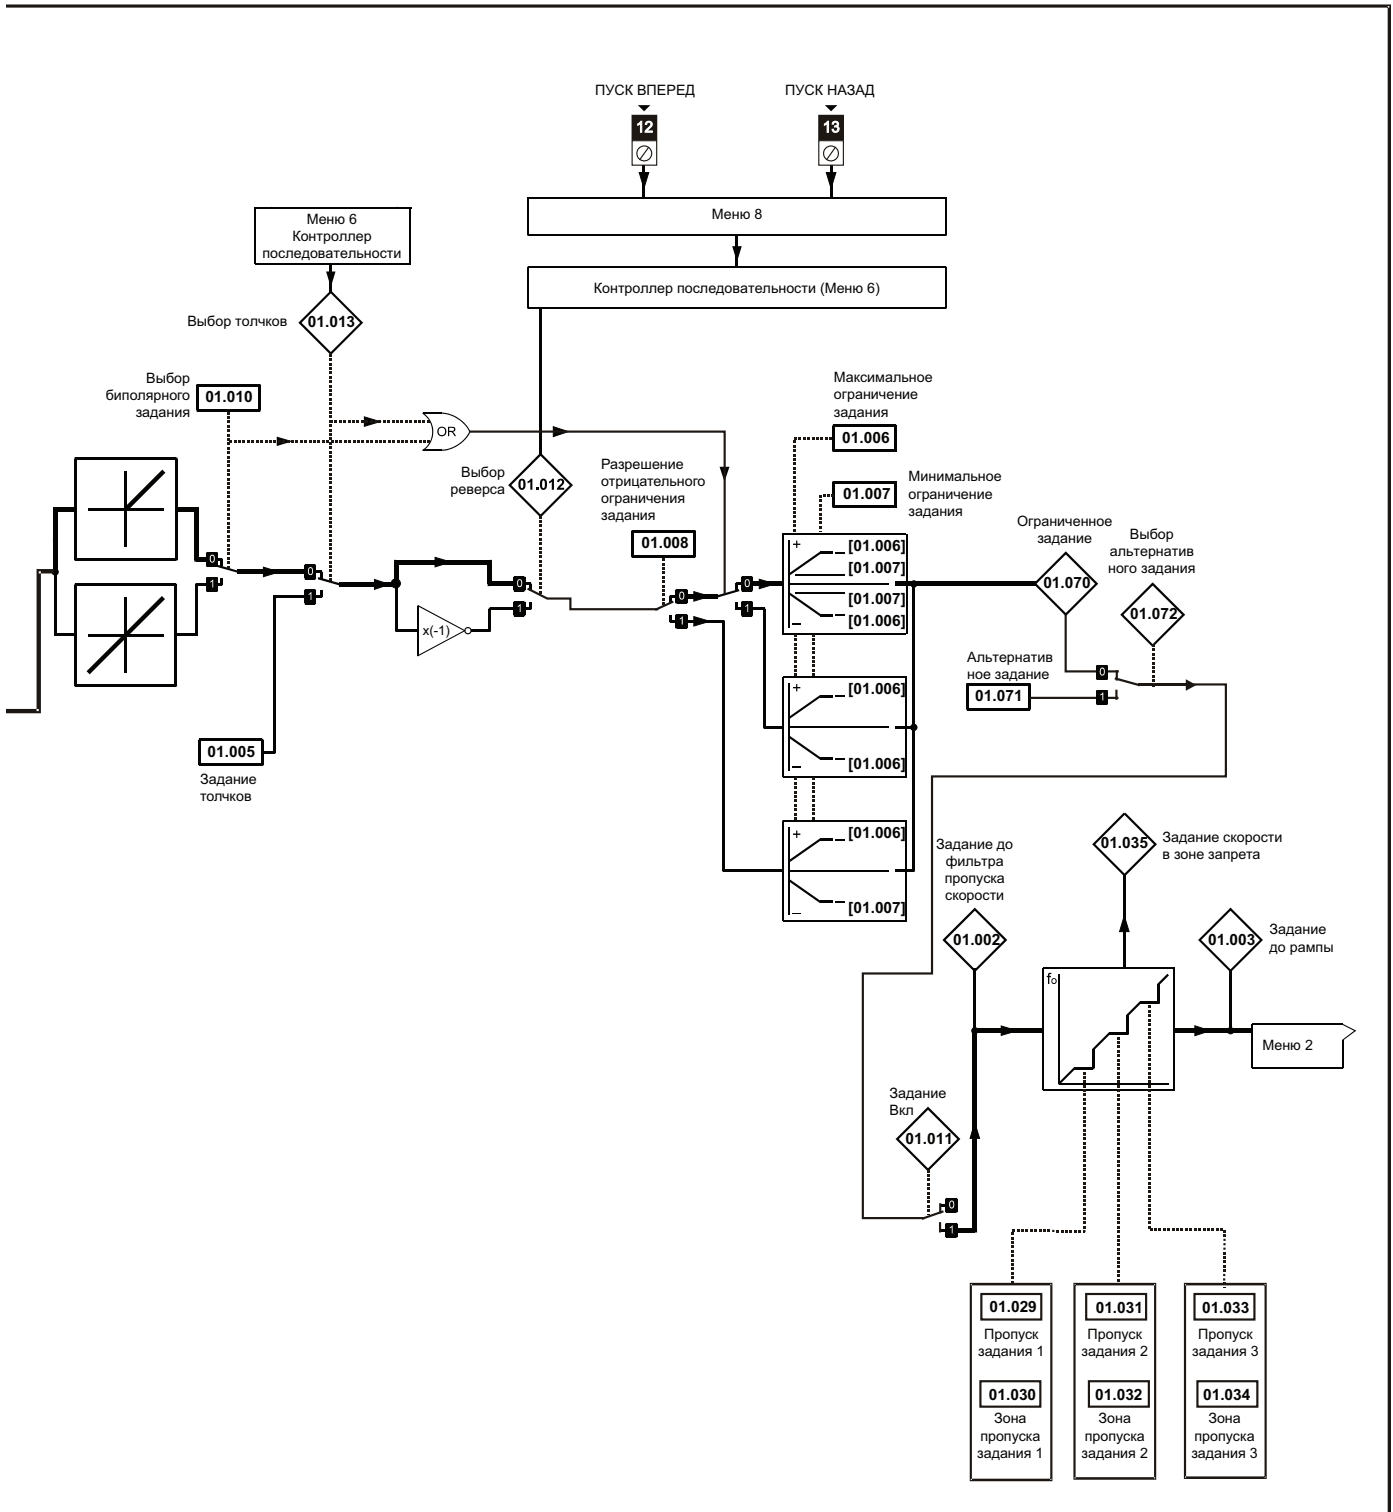 ПУСК ВПЕРЕД
ПУСК НАЗАД
12
13
Меню 8
Меню 6
Контроллер
последовательности
Контроллер последовательности (Меню 6)
Выбор толчков
01.013
Выбор
биполярного
задания
01.010
OR
Выбор
реверса
01.012
Разрешение
отрицательного
ограничения
задания
01.008
Максимальное
ограничение
задания
01.006
01.007
Минимальное
ограничение
задания
0
1
0
1
x(-1)
0
1
0
1
0
1
+
[01.006]
[01.007]
[01.007]
_
[01.006]
+
[01.006]
_
[01.006]
+
[01.006]
_
[01.007]
Ограниченное
задание
01.070
Выбор
альтернатив
ного задания
01.072
Альтернатив
ное задание
01.071
0
1
01.005
Задание
толчков
Задание до
фильтра
пропуска
скорости
01.002
01.035
Задание скорости
в зоне запрета
01.003
Задание
до рампы
fo
Меню 2
Задание
Вкл
01.011
0
1
01.029
Пропуск
задания 1
01.030
Зона
пропуска
задания 1
01.031
Пропуск
задания 2
01.032
Зона
пропуска
задания 2
01.033
Пропуск
задания 3
01.034
Зона
пропуска
задания 3